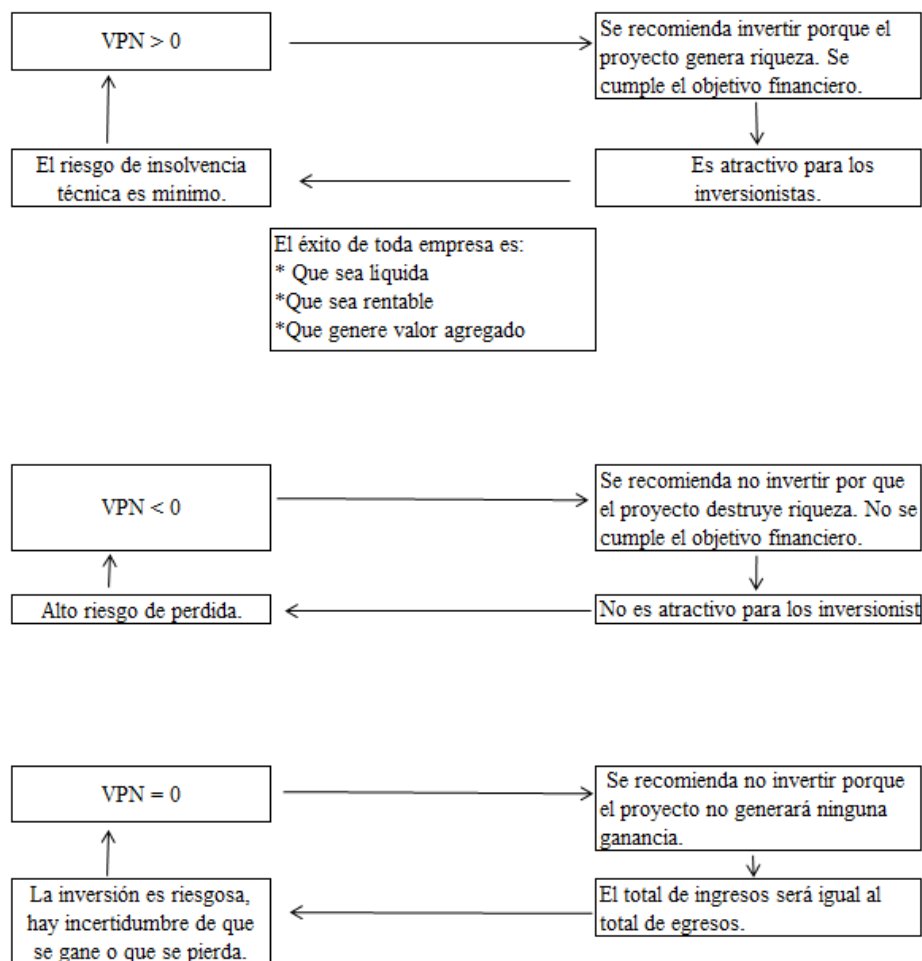 VPN > 0
Se recomienda invertir porque el
proyecto genera riqueza. Se
cumple el objetivo financiero.
El riesgo de insolvencia
técnica es mínimo.
Es atractivo para los
inversionistas.
El éxito de toda empresa es:
* Que sea líquida
*Que sea rentable
*Que genere valor agregado
VPN < 0
Se recomienda no invertir por que
el proyecto destruye riqueza. No se
cumple el objetivo financiero.
Alto riesgo de perdida.
No es atractivo para los inversionist
VPN = 0
Se recomienda no invertir porque
el proyecto no generará ninguna
ganancia.
La inversión es riesgosa,
hay incertidumbre de que
se gane o que se pierda.
El total de ingresos será igual al
total de egresos.